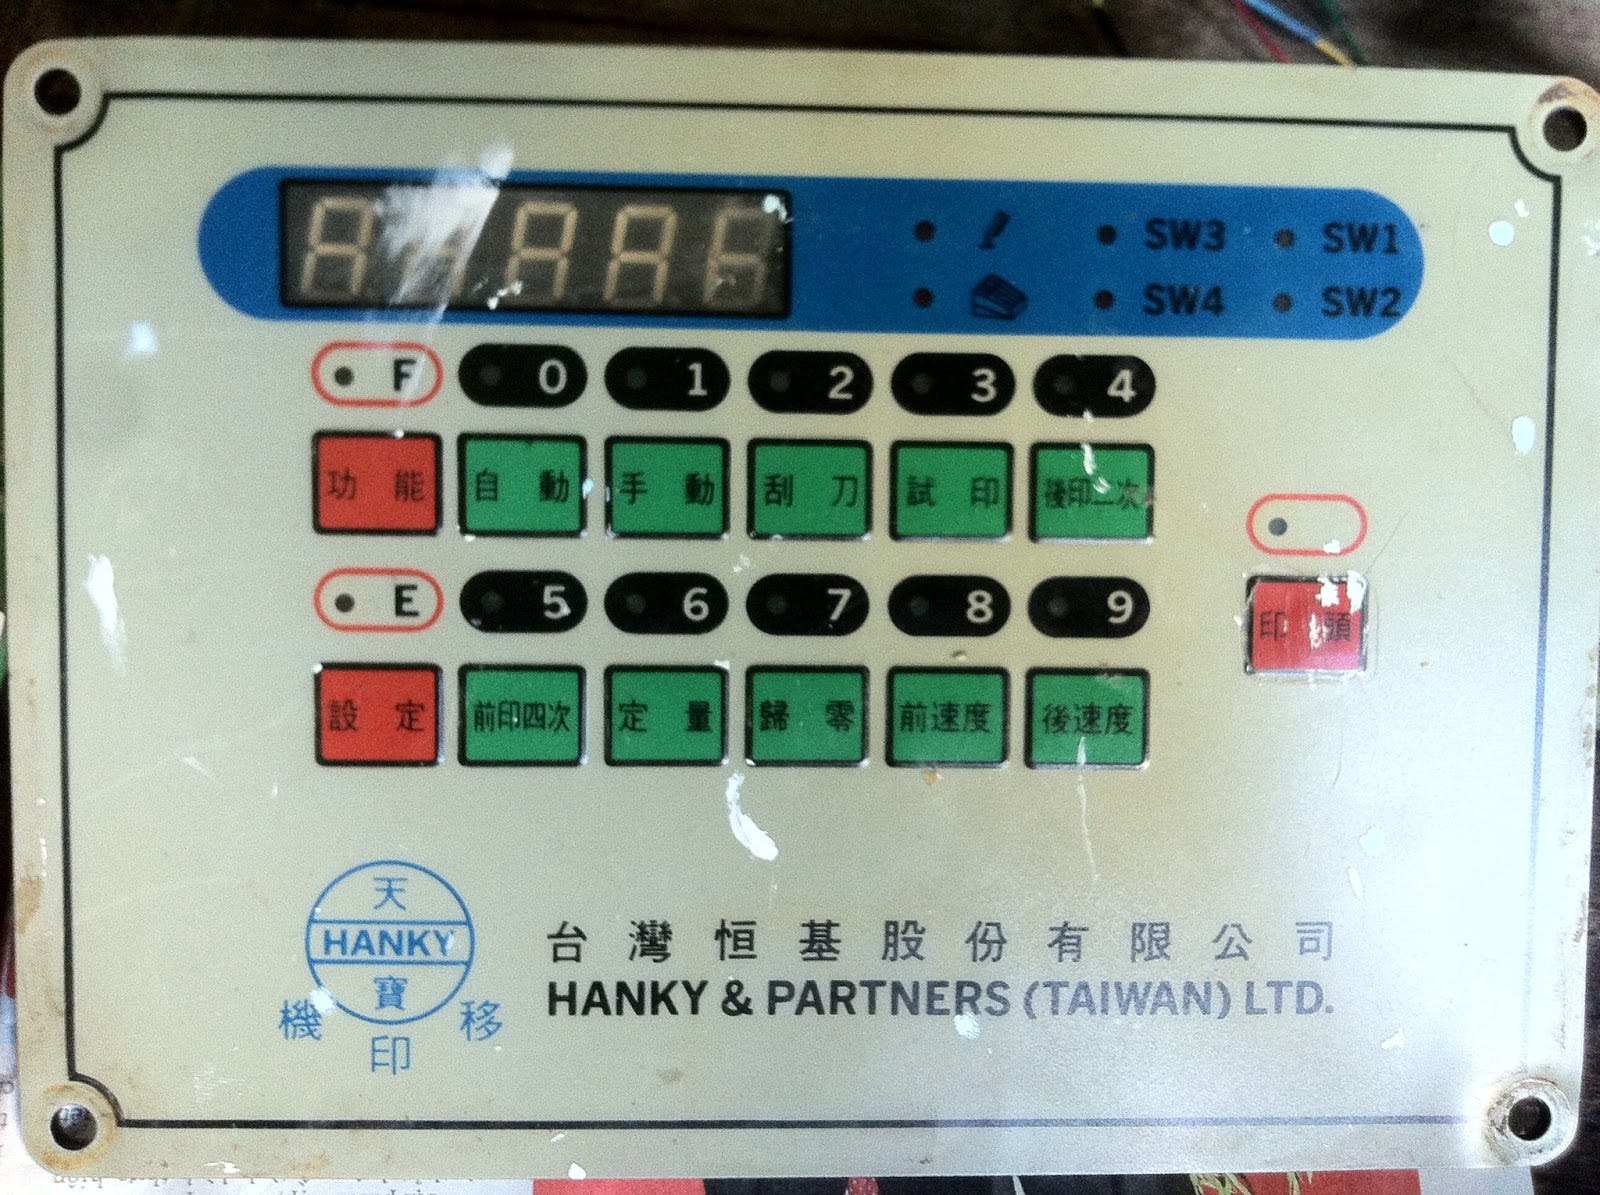 SW3 SW1
SW4 SW2
F 0 1 2 3 4
功能 自動 手動 刮刀 試印 後印二次
E 5 6 7 8 9
印頭
設定 前印四次 定量 歸零 前速度 後速度
天
HANKY
寶
機印移
台灣恒基股份有限公司
HANKY & PARTNERS (TAIWAN) LTD.